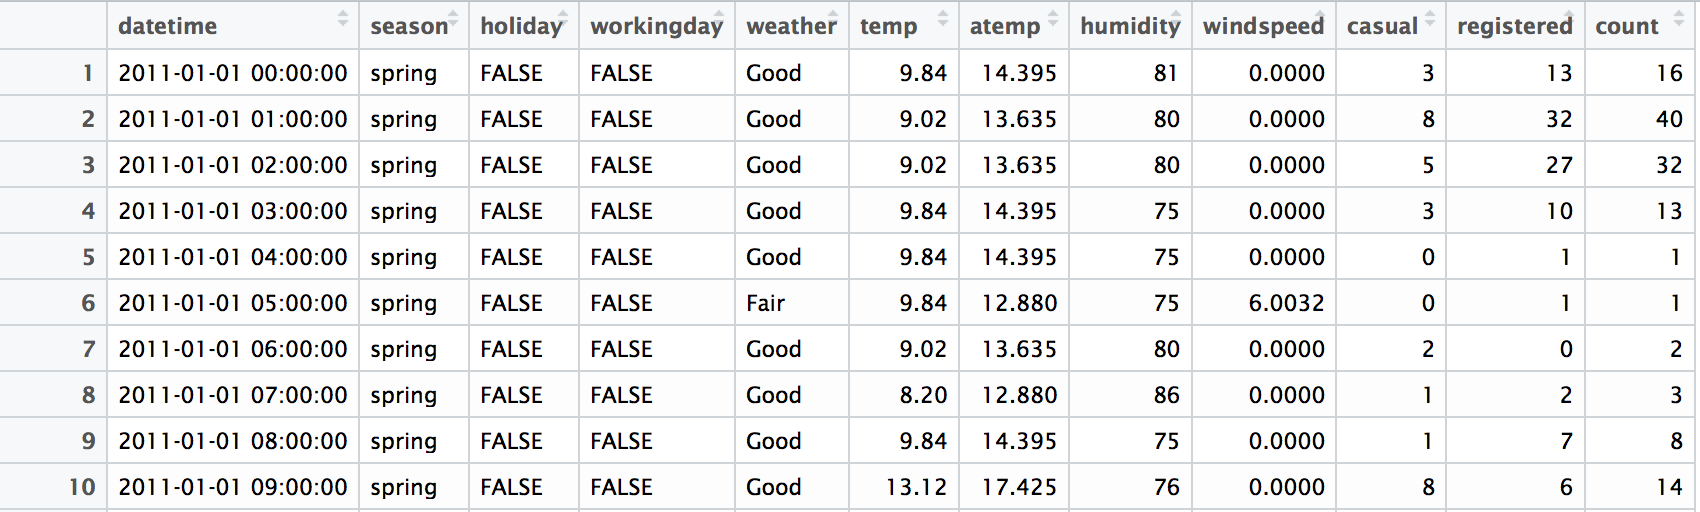 datetime season holiday workingday weather temp atemp humidity windspeed casual registered count
1 2011-01-01 00:00:00 spring FALSE FALSE Good 9.84 14.395 81 0.0000 3 13 16
2 2011-01-01 01:00:00 spring FALSE FALSE Good 9.02 13.635 80 0.0000 8 32 40
3 2011-01-01 02:00:00 spring FALSE FALSE Good 9.02 13.635 80 0.0000 5 27 32
4 2011-01-01 03:00:00 spring FALSE FALSE Good 9.84 14.395 75 0.0000 3 10 13
5 2011-01-01 04:00:00 spring FALSE FALSE Good 9.84 14.395 75 0.0000 0 1 1
6 2011-01-01 05:00:00 spring FALSE FALSE Fair 9.84 12.880 75 6.0032 0 1 1
7 2011-01-01 06:00:00 spring FALSE FALSE Good 9.02 13.635 80 0.0000 2 0 2
8 2011-01-01 07:00:00 spring FALSE FALSE Good 8.20 12.880 86 0.0000 1 2 3
9 2011-01-01 08:00:00 spring FALSE FALSE Good 9.84 14.395 75 0.0000 1 7 8
10 2011-01-01 09:00:00 spring FALSE FALSE Good 13.12 17.425 76 0.0000 8 6 14